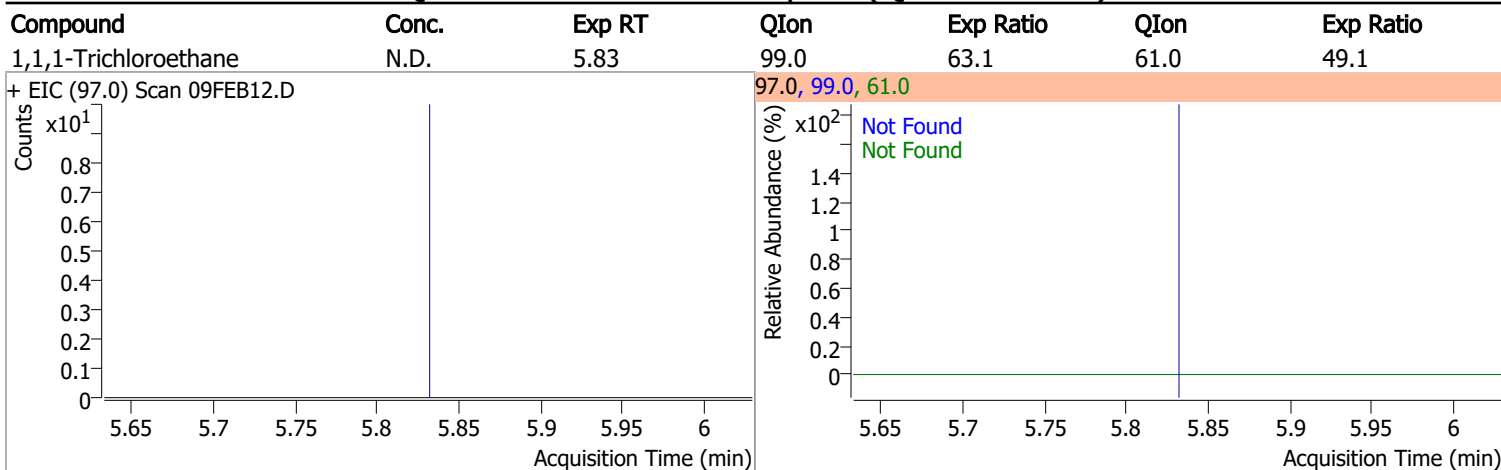 Compound Conc. Exp RT QIon Exp Ratio QIon Exp Ratio
1,1,1-Trichloroethane N.D. 5.83 99.0 63.1 61.0 49.1
+ EIC (97.0) Scan 09FEB12.D
Counts
x10¹
0.8
0.7
0.6
0.5
0.4
0.3
0.2
0.1
0
5.65 5.7 5.75 5.8 5.85 5.9 5.95 6
Acquisition Time (min)
97.0, 99.0, 61.0
Relative Abundance (%)
x10²
Not Found
Not Found
1.4
1.2
1
0.8
0.6
0.4
0.2
0
5.65 5.7 5.75 5.8 5.85 5.9 5.95 6
Acquisition Time (min)